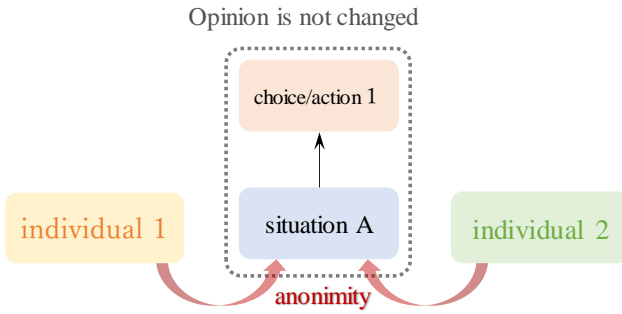 Opinion is not changed
choice/action 1
situation A
individual 1
individual 2
anonimity